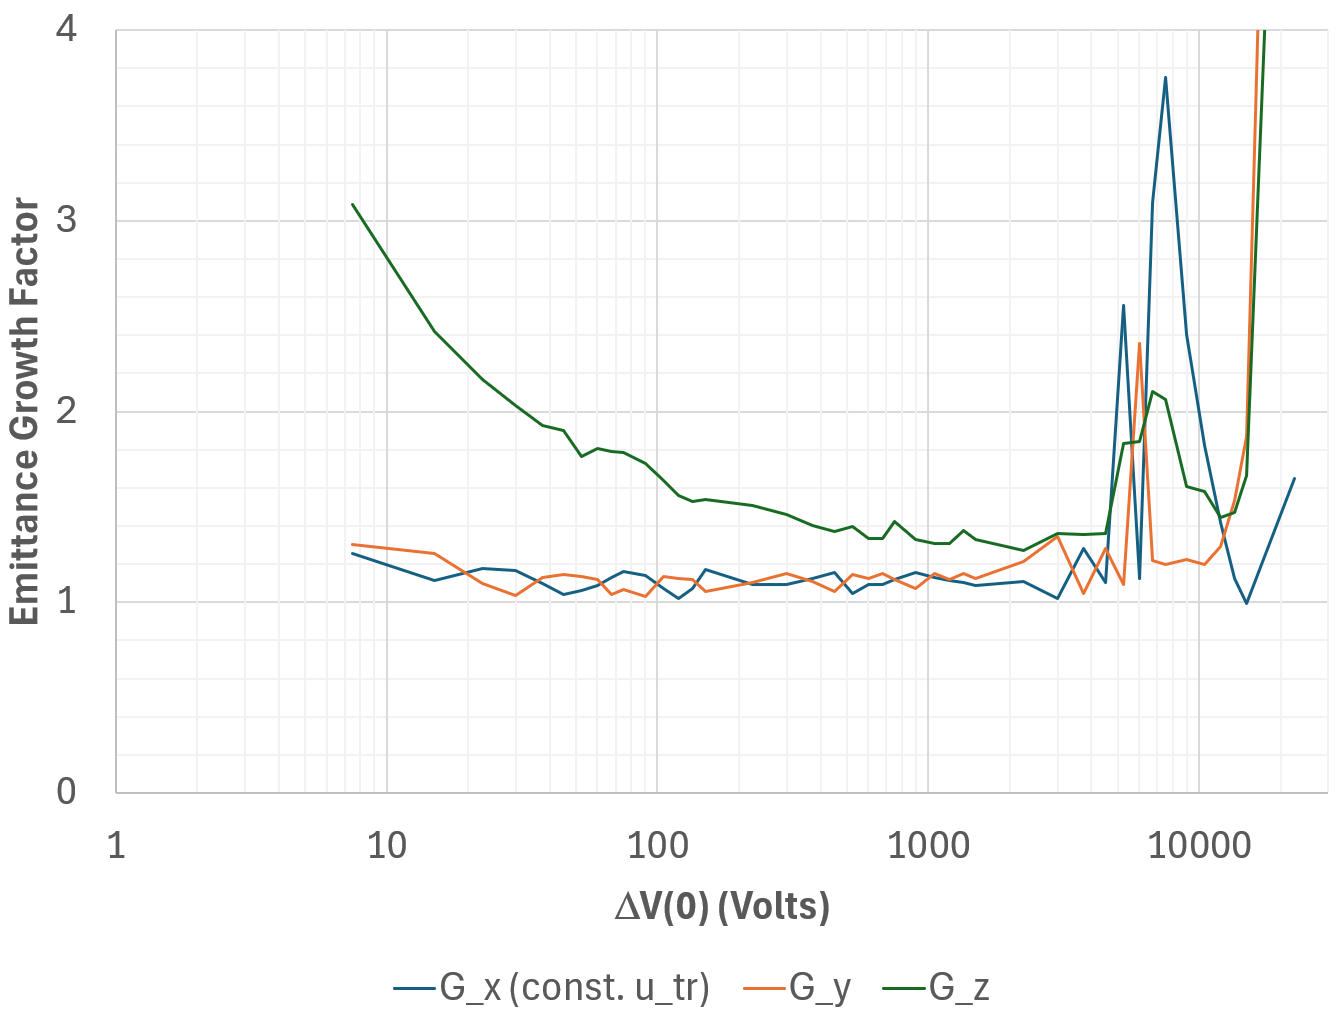 4
3
2
1
0
Emittance Growth Factor
1 10 100 1000 10000
ΔV(0) (Volts)
G_x (const. u_tr) G_y G_z